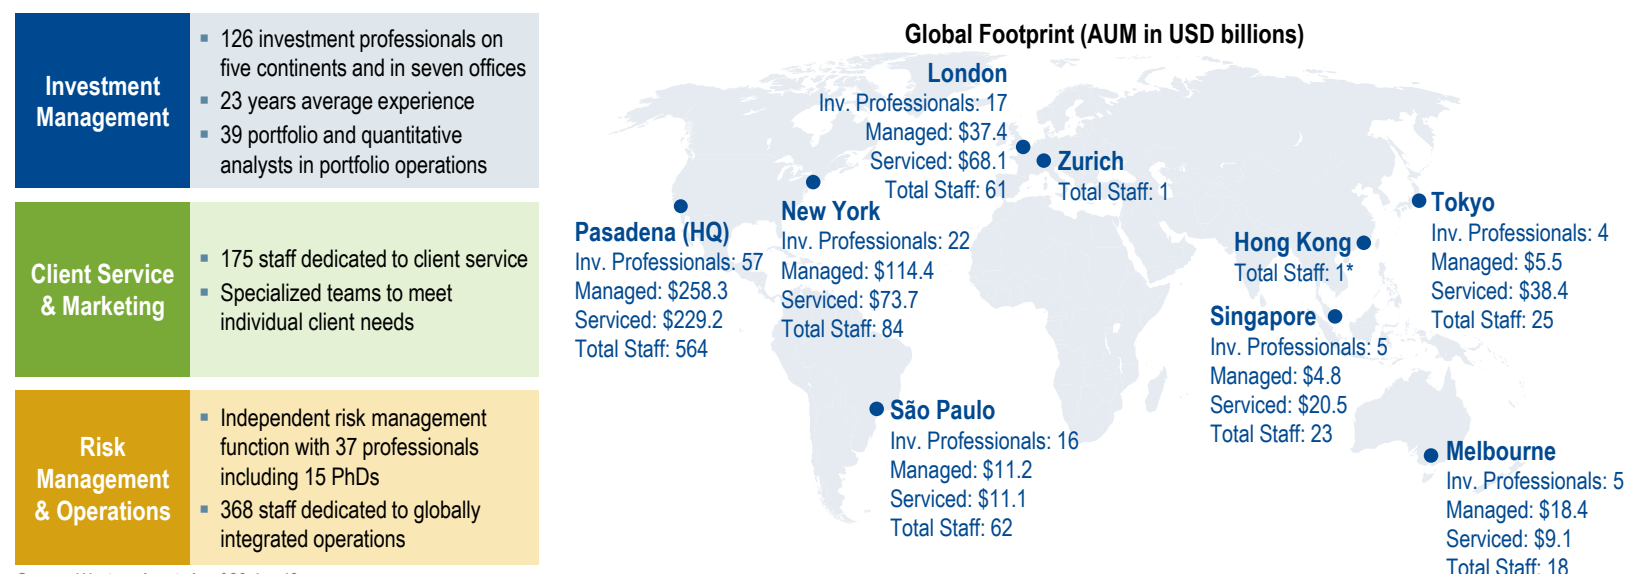 Investment
Management
▪ 126 investment professionals on
five continents and in seven offices
▪ 23 years average experience
▪ 39 portfolio and quantitative
analysts in portfolio operations
Client Service
& Marketing
▪ 175 staff dedicated to client service
▪ Specialized teams to meet
individual client needs
Risk
Management
& Operations
▪ Independent risk management
function with 37 professionals
including 15 PhDs
▪ 368 staff dedicated to globally
integrated operations
Global Footprint (AUM in USD billions)
London
Inv. Professionals: 17
Managed: $37.4
Serviced: $68.1
Total Staff: 61
Zurich
Total Staff: 1
Pasadena (HQ)
Inv. Professionals: 57
Managed: $258.3
Serviced: $229.2
Total Staff: 564
New York
Inv. Professionals: 22
Managed: $114.4
Serviced: $73.7
Total Staff: 84
São Paulo
Inv. Professionals: 16
Managed: $11.2
Serviced: $11.1
Total Staff: 62
Hong Kong
Total Staff: 1*
Tokyo
Inv. Professionals: 4
Managed: $5.5
Serviced: $38.4
Total Staff: 25
Singapore
Inv. Professionals: 5
Managed: $4.8
Serviced: $20.5
Total Staff: 23
Melbourne
Inv. Professionals: 5
Managed: $18.4
Serviced: $9.1
Total Staff: 18